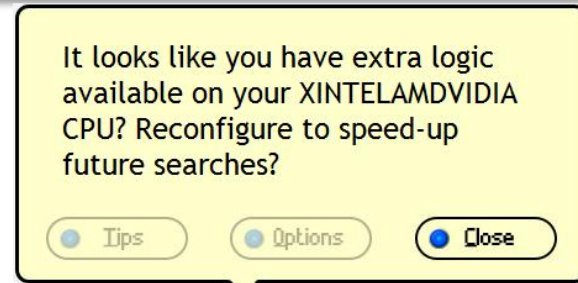 It looks like you have extra logic
available on your XINTELAMDVIDIA
CPU? Reconfigure to speed-up
future searches?
Tips Options Close